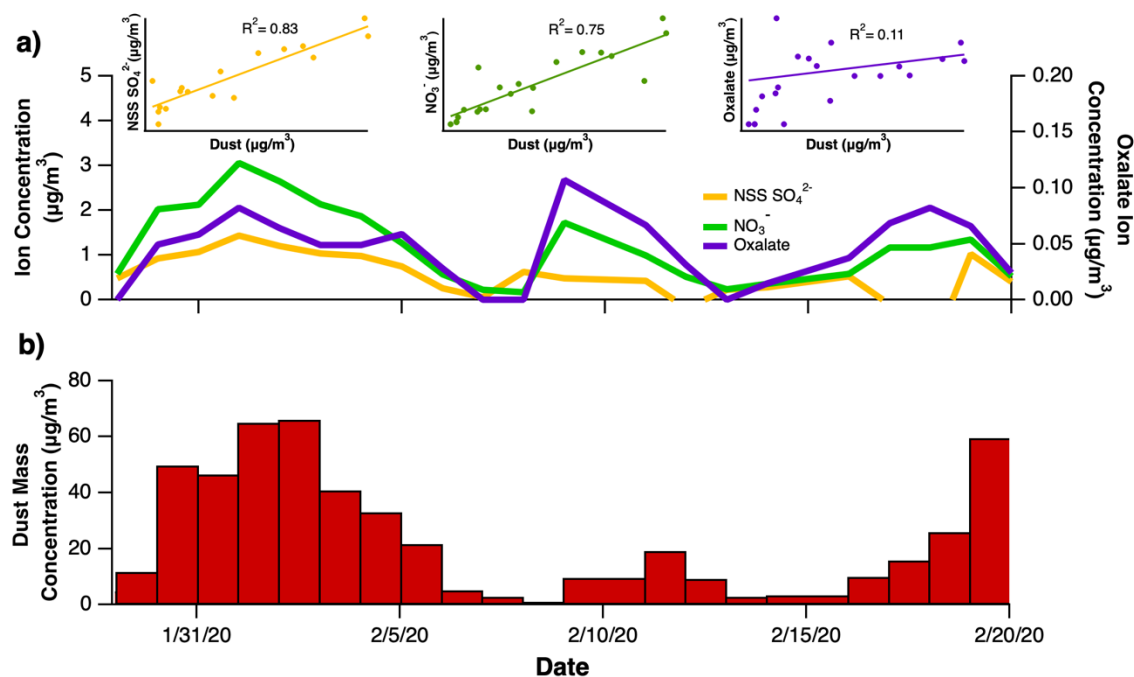 a)
R²= 0.83
NSS SO₄²⁻ (µg/m³)
Dust (µg/m³)
R²= 0.75
NO₃⁻ (µg/m³)
Dust (µg/m³)
R²= 0.11
Oxalate (µg/m³)
Dust (µg/m³)
Ion Concentration
(µg/m³)
5
4
3
2
1
0
NSS SO₄²⁻
NO₃⁻
Oxalate
0.20
0.15
0.10
0.05
0.00
Oxalate Ion
Concentration (µg/m³)
b)
Dust Mass
Concentration (µg/m³)
80
60
40
20
0
1/31/20 2/5/20 2/10/20 2/15/20 2/20/20
Date